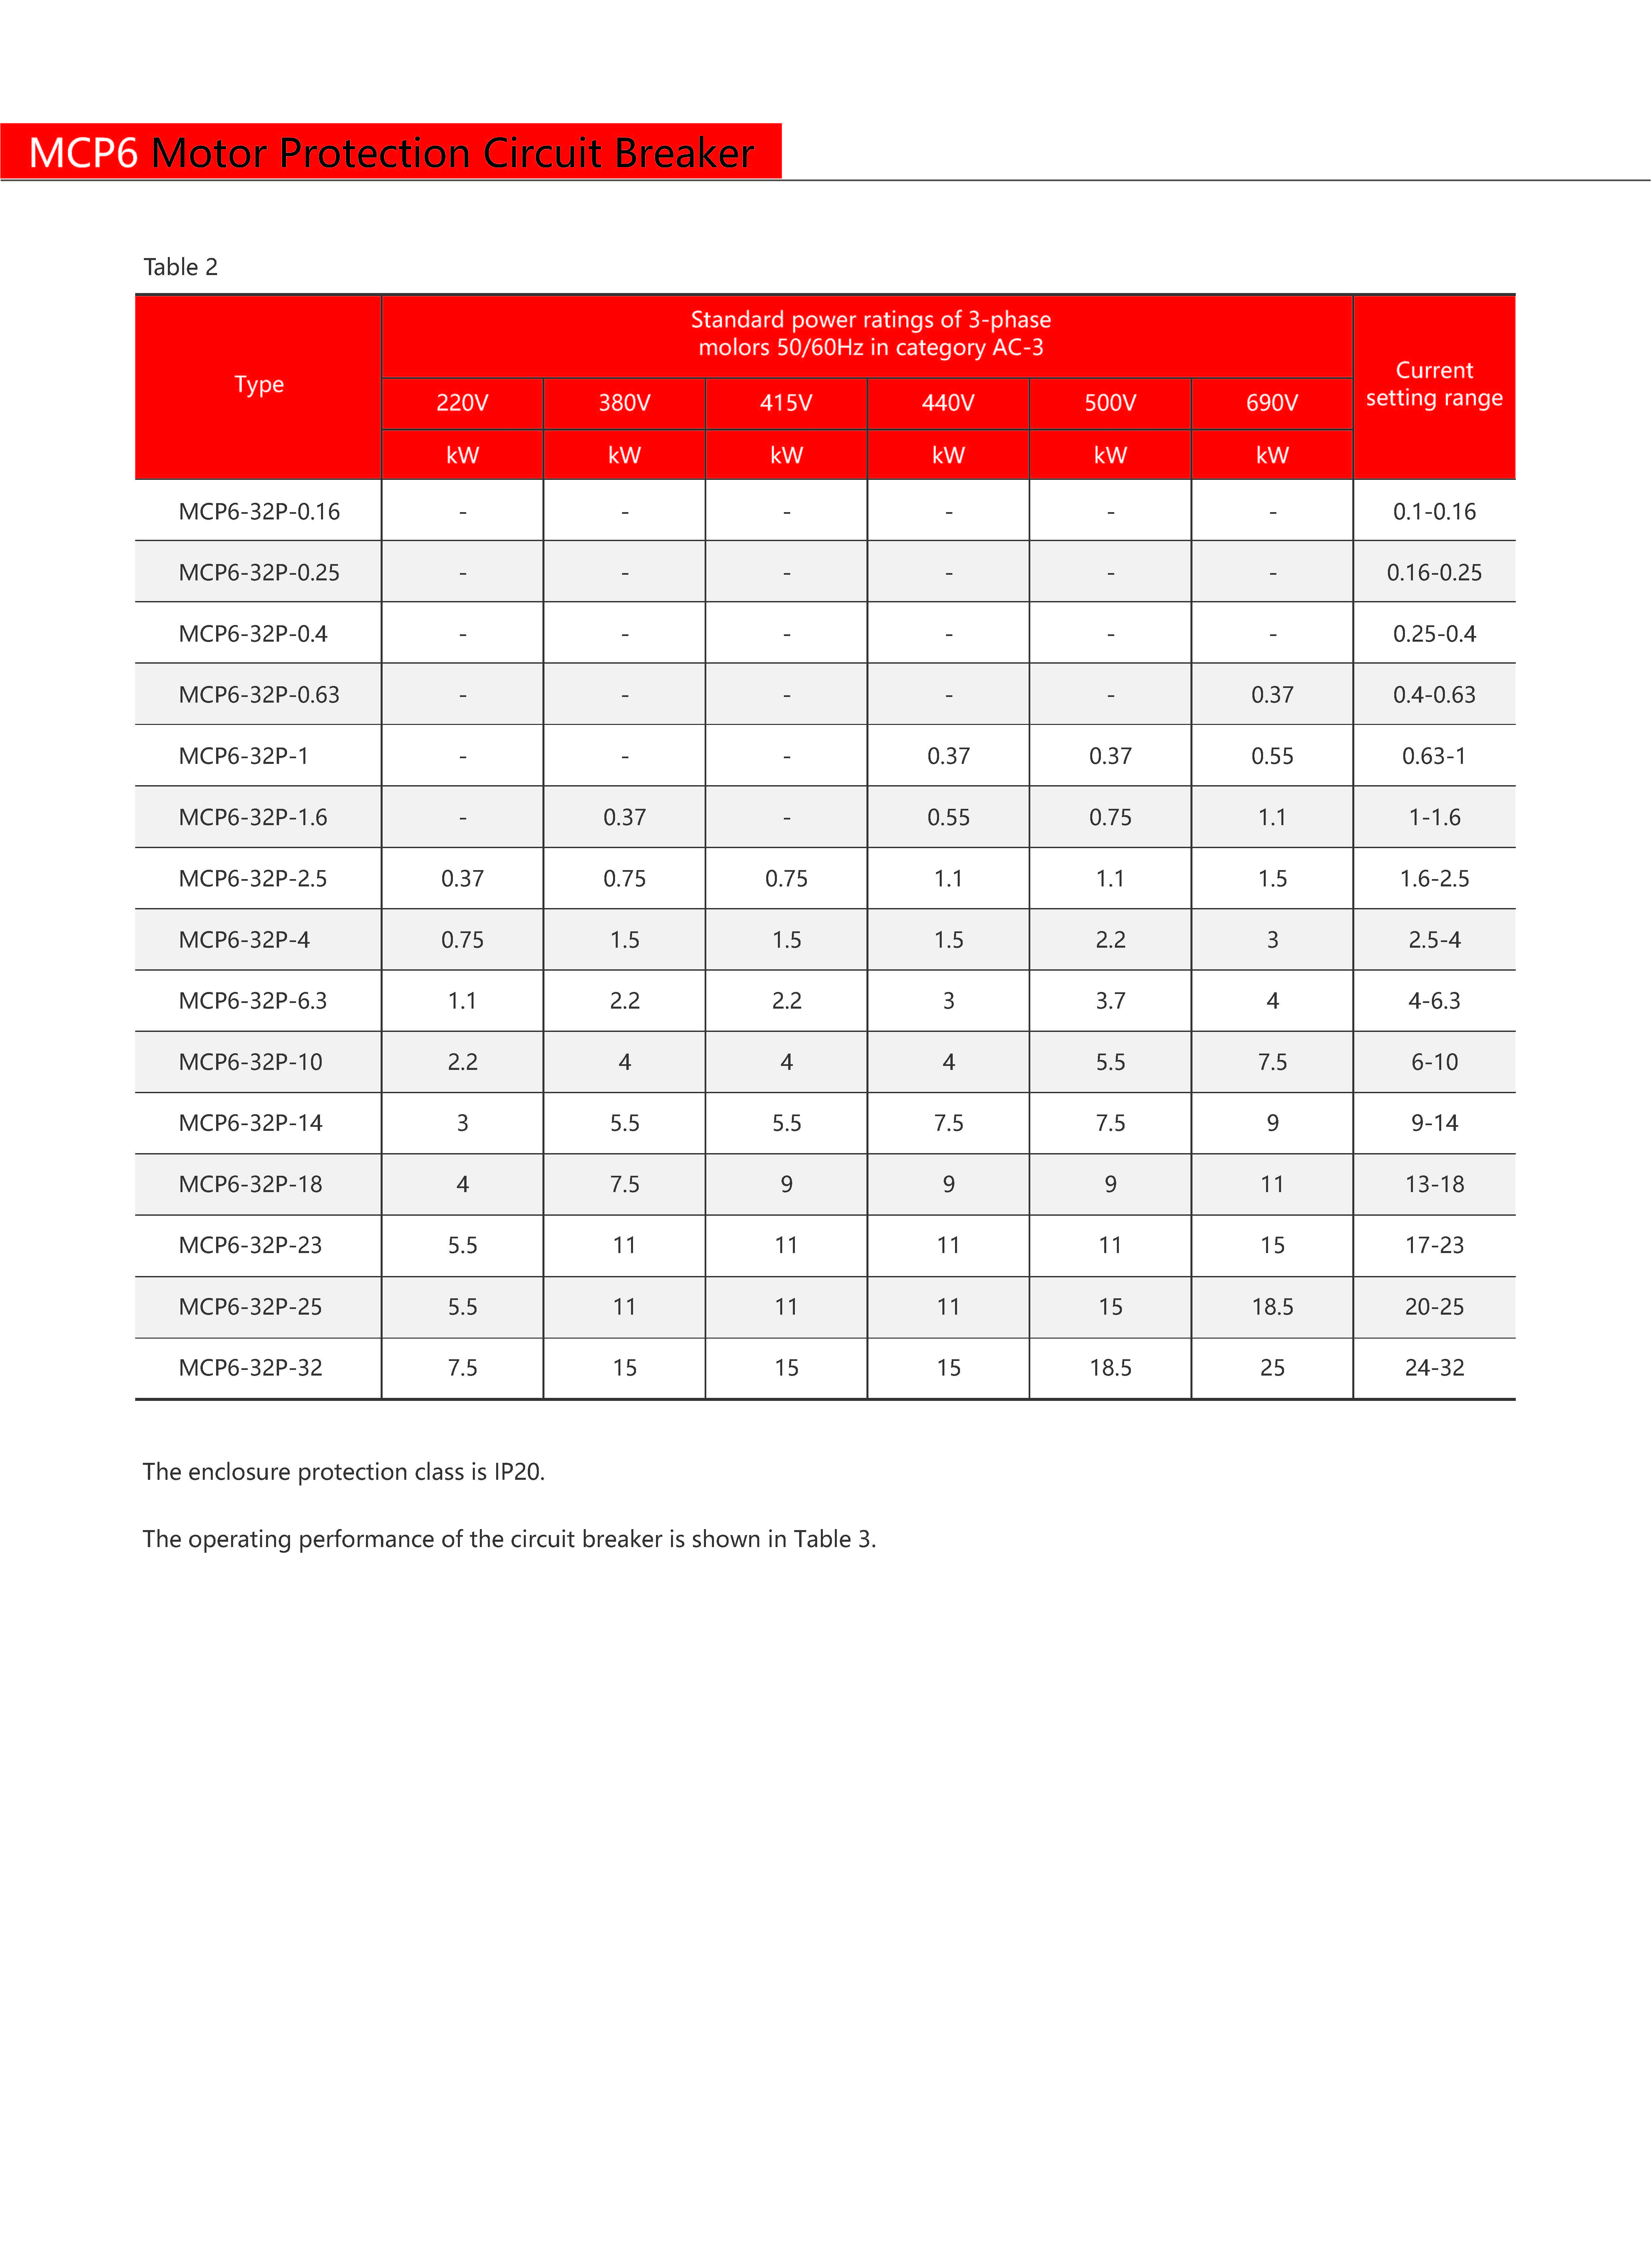 MCP6 Motor Protection Circuit Breaker
Table 2
Type
Standard power ratings of 3-phase
molors 50/60Hz in category AC-3
Current
setting range
220V 380V 415V 440V 500V 690V
kW kW kW kW kW kW
MCP6-32P-0.16 - - - - - - 0.1-0.16
MCP6-32P-0.25 - - - - - - 0.16-0.25
MCP6-32P-0.4 - - - - - - 0.25-0.4
MCP6-32P-0.63 - - - - - 0.37 0.4-0.63
MCP6-32P-1 - - - 0.37 0.37 0.55 0.63-1
MCP6-32P-1.6 - 0.37 - 0.55 0.75 1.1 1-1.6
MCP6-32P-2.5 0.37 0.75 0.75 1.1 1.1 1.5 1.6-2.5
MCP6-32P-4 0.75 1.5 1.5 1.5 2.2 3 2.5-4
MCP6-32P-6.3 1.1 2.2 2.2 3 3.7 4 4-6.3
MCP6-32P-10 2.2 4 4 4 5.5 7.5 6-10
MCP6-32P-14 3 5.5 5.5 7.5 7.5 9 9-14
MCP6-32P-18 4 7.5 9 9 9 11 13-18
MCP6-32P-23 5.5 11 11 11 11 15 17-23
MCP6-32P-25 5.5 11 11 11 15 18.5 20-25
MCP6-32P-32 7.5 15 15 15 18.5 25 24-32
The enclosure protection class is IP20.
The operating performance of the circuit breaker is shown in Table 3.